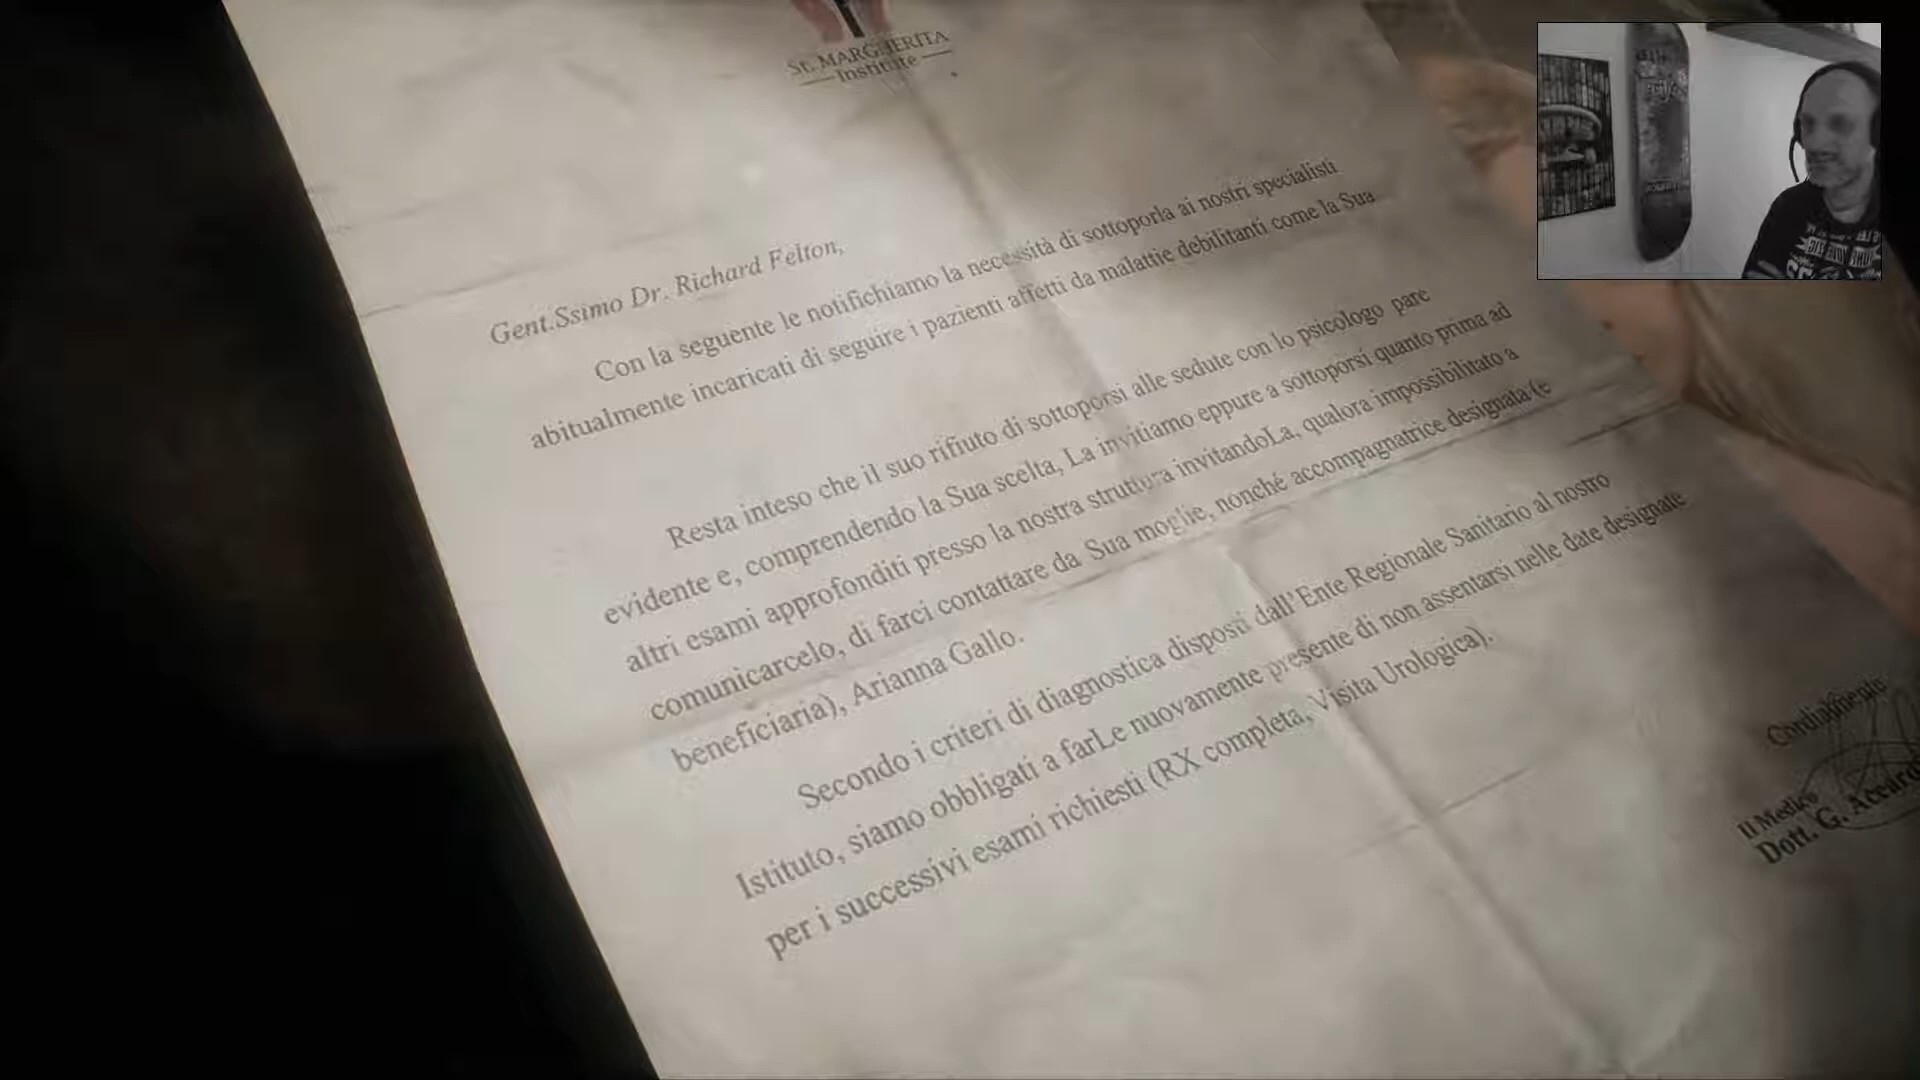 St. MARGHERITA
Institute
Gent.Ssimo Dr. Richard Felton,
Con la seguente le notifichiamo la necessità di sottoporla ai nostri specialisti
abitualmente incaricati di seguire i pazienti affetti da malattie debilitanti come la Sua
Resta inteso che il suo rifiuto di sottoporsi alle sedute con lo psicologo pare
evidente e, comprendendo la Sua scelta, La invitiamo eppure a sottoporsi quanto prima ad
altri esami approfonditi presso la nostra struttura invitandoLa, qualora impossibilitato a
comunicarcelo, di farci contattare da Sua moglie, nonché accompagnatrice designata (e
beneficiaria), Arianna Gallo.
Secondo i criteri di diagnostica disposti dall'Ente Regionale Sanitario al nostro
Istituto, siamo obbligati a farLe nuovamente presente di non assentarsi nelle date designate
per i successivi esami richiesti (RX completa, Visita Urologica).
Cordialmente
Il Medico
Dott. G.